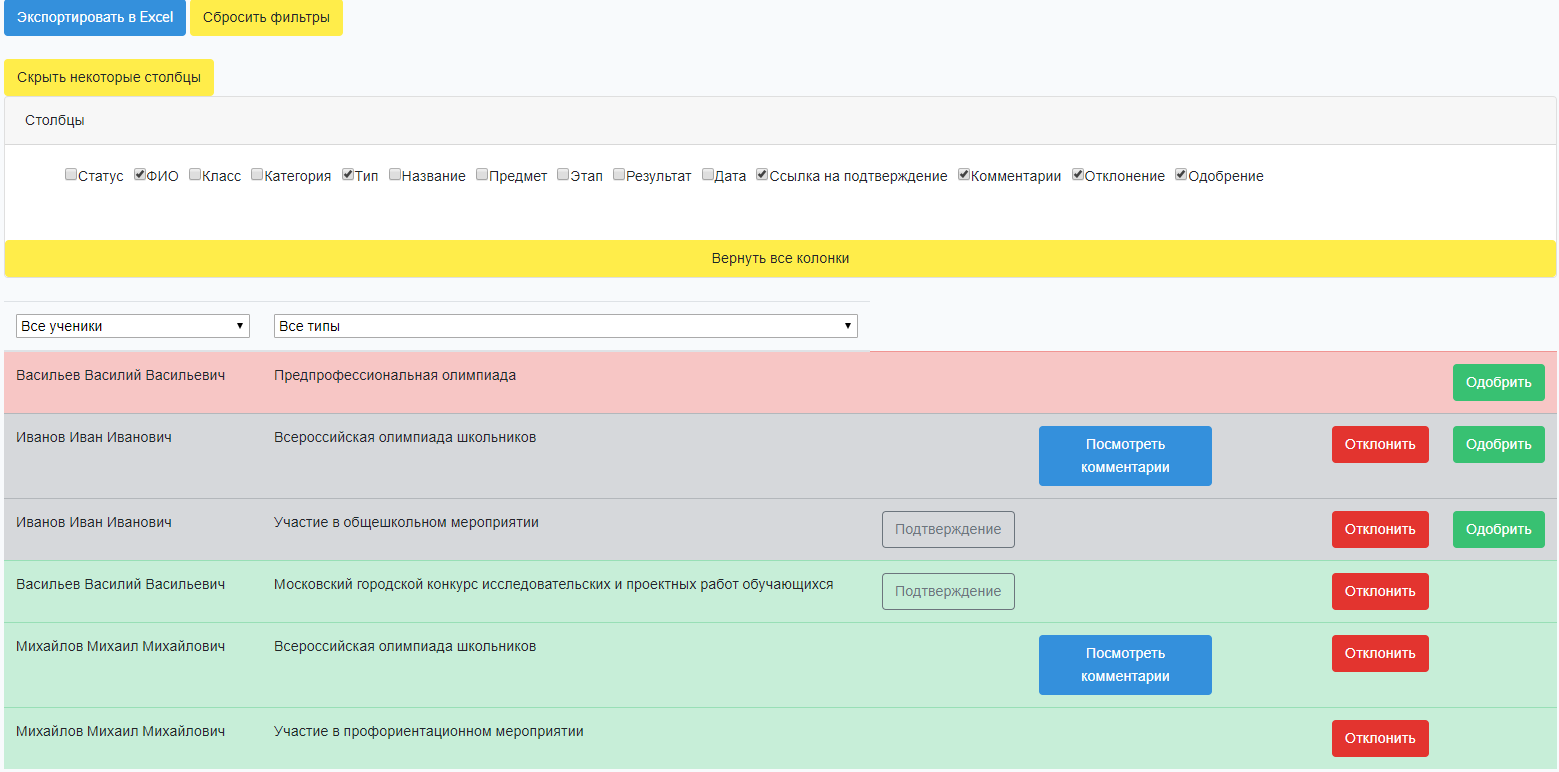 Экспортировать в Excel Сбросить фильтры
Скрыть некоторые столбцы
Столбцы
Статус ФИО Класс Категория Тип Название Предмет Этап Результат Дата Ссылка на подтверждение Комментарии Отклонение Одобрение
Вернуть все колонки
Все ученики Все типы
Васильев Василий Васильевич Предпрофессиональная олимпиада Одобрить
Иванов Иван Иванович Всероссийская олимпиада школьников Посмотреть Отклонить Одобрить
комментарии
Иванов Иван Иванович Участие в общешкольном мероприятии Подтверждение Отклонить Одобрить
Васильев Василий Васильевич Московский городской конкурс исследовательских и проектных работ обучающихся Подтверждение Отклонить
Михайлов Михаил Михайлович Всероссийская олимпиада школьников Посмотреть Отклонить
комментарии
Михайлов Михаил Михайлович Участие в профориентационном мероприятии Отклонить